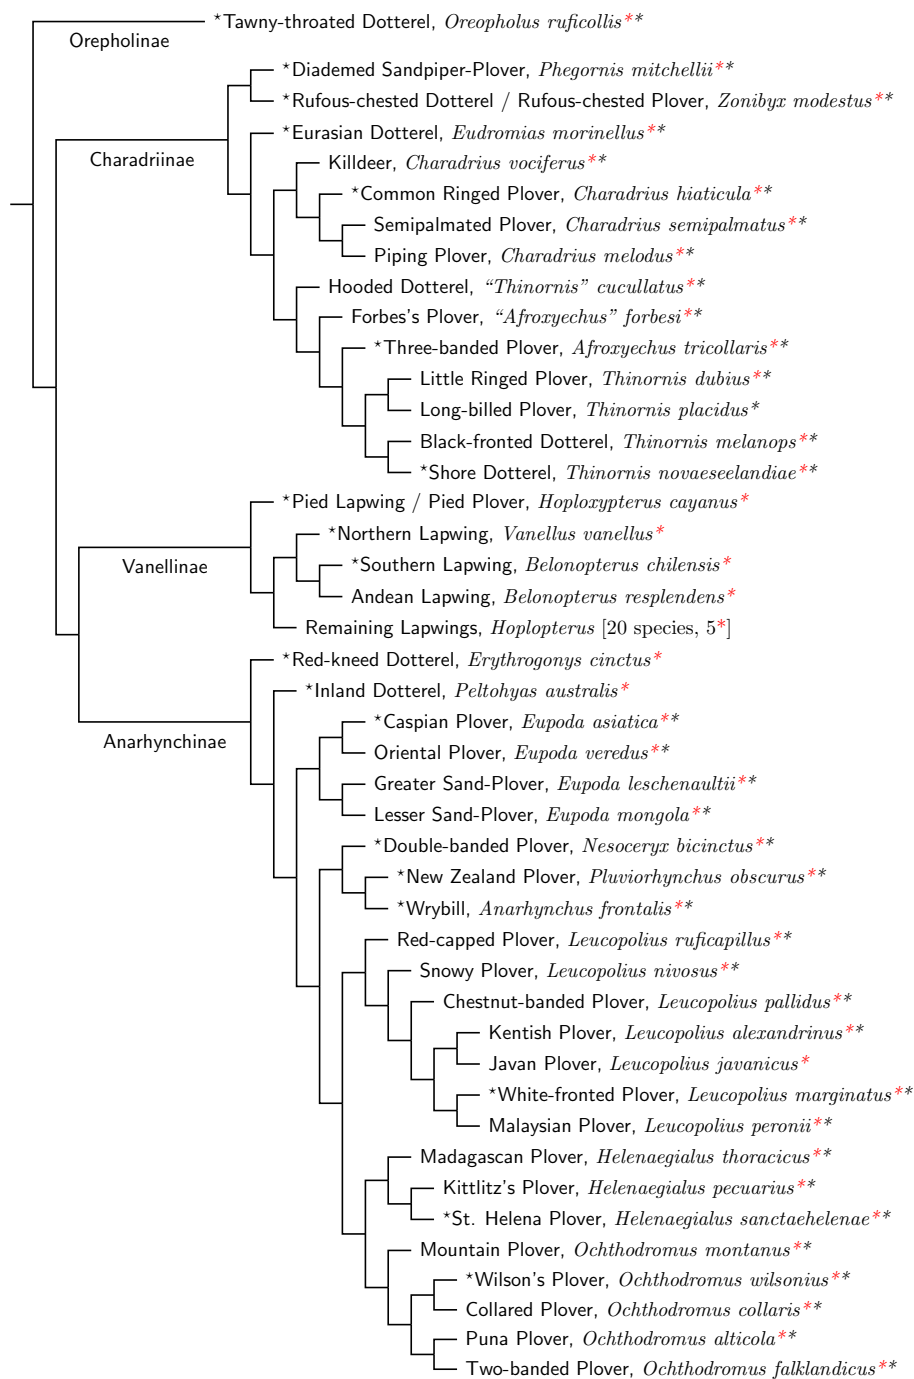 *Tawny-throated Dotterel, Oreopholus ruficollis**
Orepholinae
*Diademed Sandpiper-Plover, Phegornis mitchellii**
*Rufous-chested Dotterel / Rufous-chested Plover, Zonibyx modestus**
*Eurasian Dotterel, Eudromias morinellus**
Charadriinae
Killdeer, Charadrius vociferus**
*Common Ringed Plover, Charadrius hiaticula**
Semipalmated Plover, Charadrius semipalmatus**
Piping Plover, Charadrius melodus**
Hooded Dotterel, “Thinornis” cucullatus**
Forbes's Plover, “Afroxyechus” forbesi**
*Three-banded Plover, Afroxyechus tricollaris**
Little Ringed Plover, Thinornis dubius**
Long-billed Plover, Thinornis placidus*
Black-fronted Dotterel, Thinornis melanops**
*Shore Dotterel, Thinornis novaeseelandiae**
*Pied Lapwing / Pied Plover, Hoploxypterus cayanus*
*Northern Lapwing, Vanellus vanellus*
Vanellinae
*Southern Lapwing, Belonopterus chilensis*
Andean Lapwing, Belonopterus resplendens*
Remaining Lapwings, Hoplopterus [20 species, 5*]
*Red-kneed Dotterel, Erythrogonys cinctus*
*Inland Dotterel, Peltohyas australis*
*Caspian Plover, Eupoda asiatica**
Anarhynchinae
Oriental Plover, Eupoda veredus**
Greater Sand-Plover, Eupoda leschenaultii**
Lesser Sand-Plover, Eupoda mongola**
*Double-banded Plover, Nesoceryx bicinctus**
*New Zealand Plover, Pluviorhynchus obscurus**
*Wrybill, Anarhynchus frontalis**
Red-capped Plover, Leucopolius ruficapillus**
Snowy Plover, Leucopolius nivosus**
Chestnut-banded Plover, Leucopolius pallidus**
Kentish Plover, Leucopolius alexandrinus**
Javan Plover, Leucopolius javanicus*
*White-fronted Plover, Leucopolius marginatus**
Malaysian Plover, Leucopolius peronii**
Madagascan Plover, Helenaegialus thoracicus**
Kittlitz's Plover, Helenaegialus pecuarius**
*St. Helena Plover, Helenaegialus sanctaehelenae**
Mountain Plover, Ochthodromus montanus**
*Wilson's Plover, Ochthodromus wilsonius**
Collared Plover, Ochthodromus collaris**
Puna Plover, Ochthodromus alticola**
Two-banded Plover, Ochthodromus falklandicus**